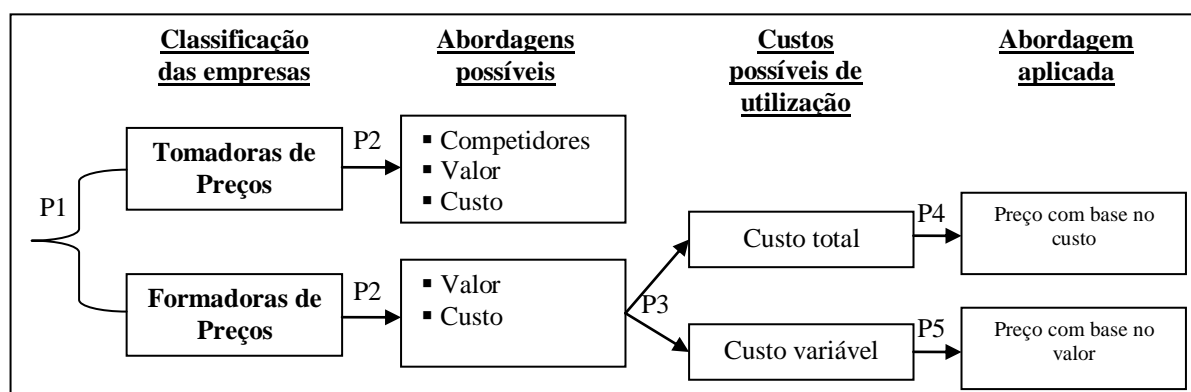 Classificação
das empresas
Abordagens
possíveis
Custos
possíveis de
utilização
Abordagem
aplicada
P1
Tomadoras de
Preços
P2
▪ Competidores
▪ Valor
▪ Custo
Formadoras de
Preços
P2
▪ Valor
▪ Custo
P3
Custo total
P4
Preço com base no
custo
Custo variável
P5
Preço com base no
valor